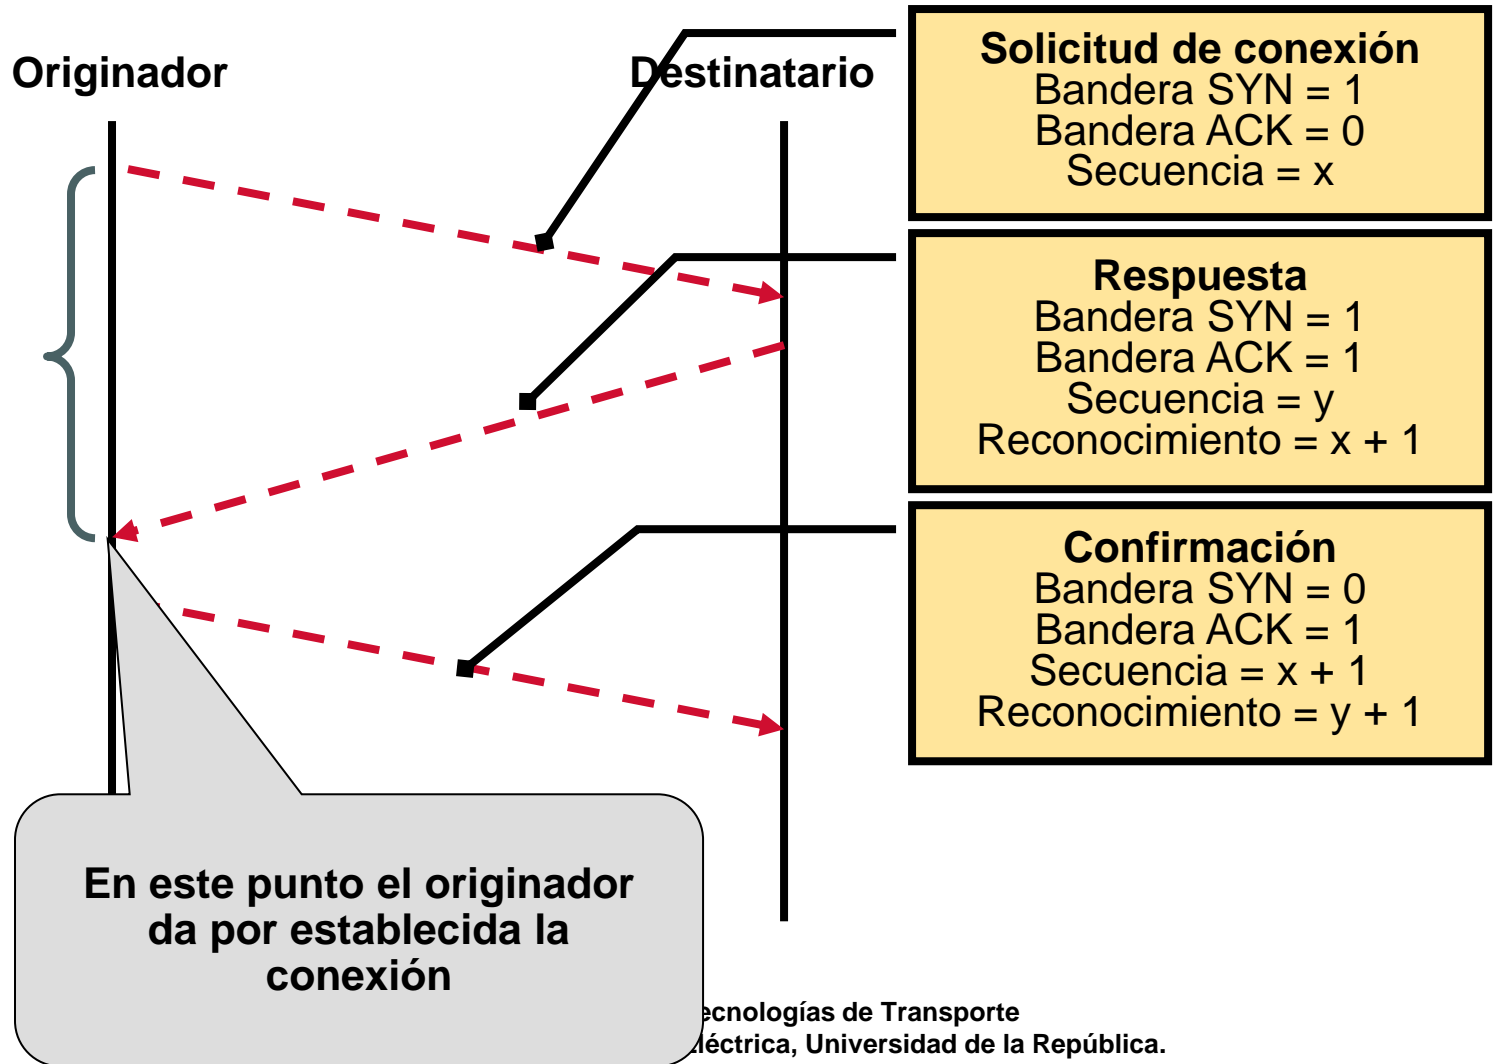 Originador
Destinatario
Solicitud de conexión
Bandera SYN = 1
Bandera ACK = 0
Secuencia = x
Respuesta
Bandera SYN = 1
Bandera ACK = 1
Secuencia = y
Reconocimiento = x + 1
Confirmación
Bandera SYN = 0
Bandera ACK = 1
Secuencia = x + 1
Reconocimiento = y + 1
En este punto el originador
da por establecida la
conexión
ecnologías de Transporte
léctrica, Universidad de la República.